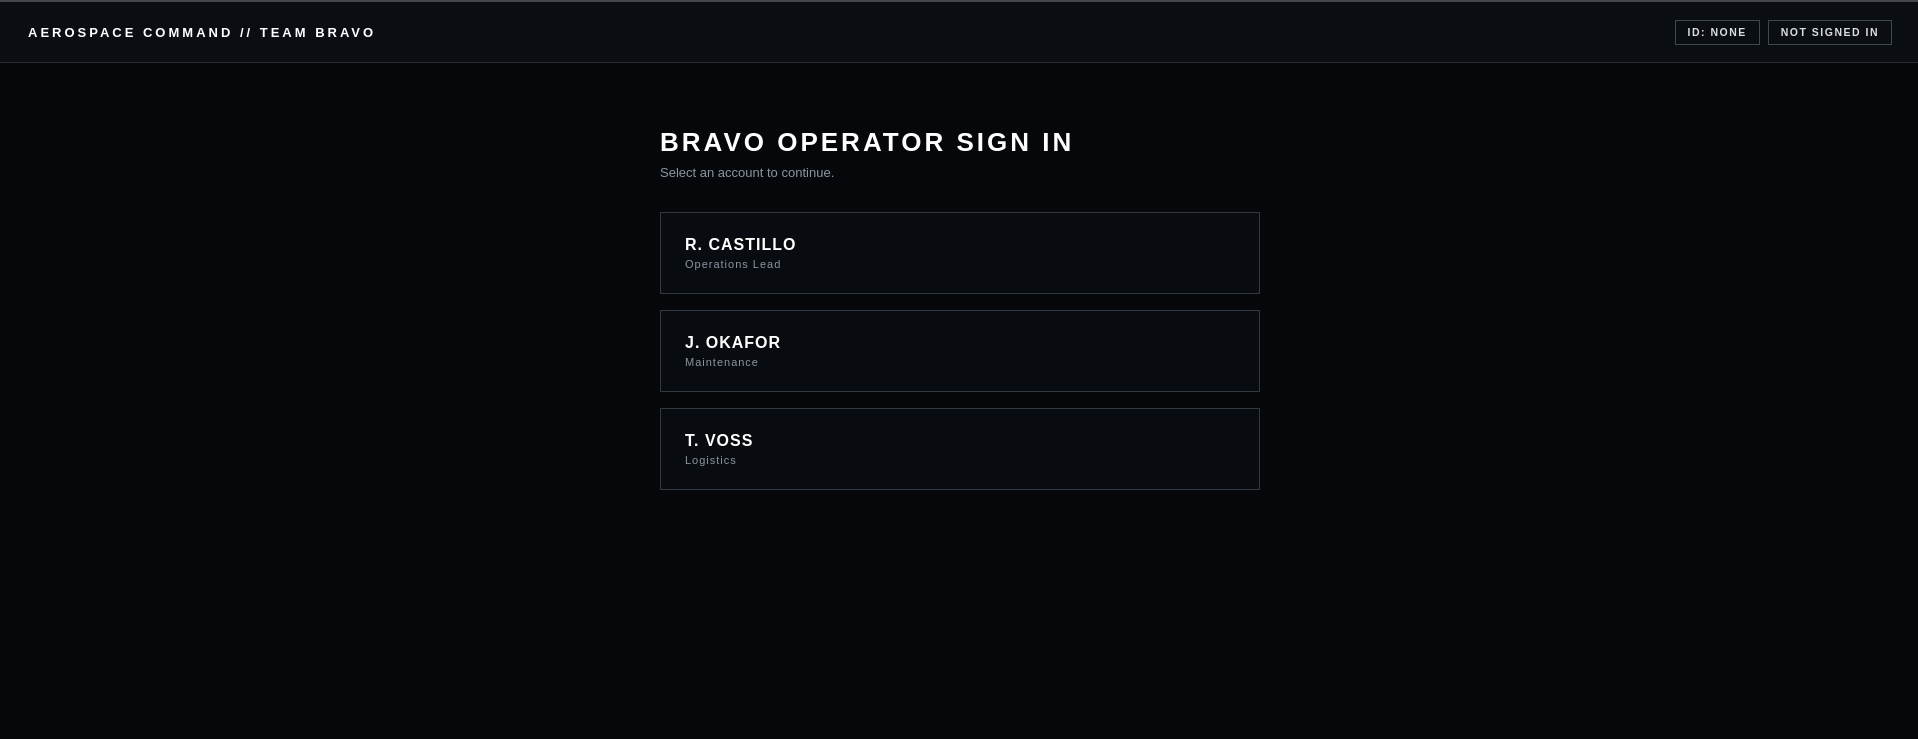 AEROSPACE COMMAND // TEAM BRAVO
ID: NONE
NOT SIGNED IN
BRAVO OPERATOR SIGN IN
Select an account to continue.
R. CASTILLO
Operations Lead
J. OKAFOR
Maintenance
T. VOSS
Logistics